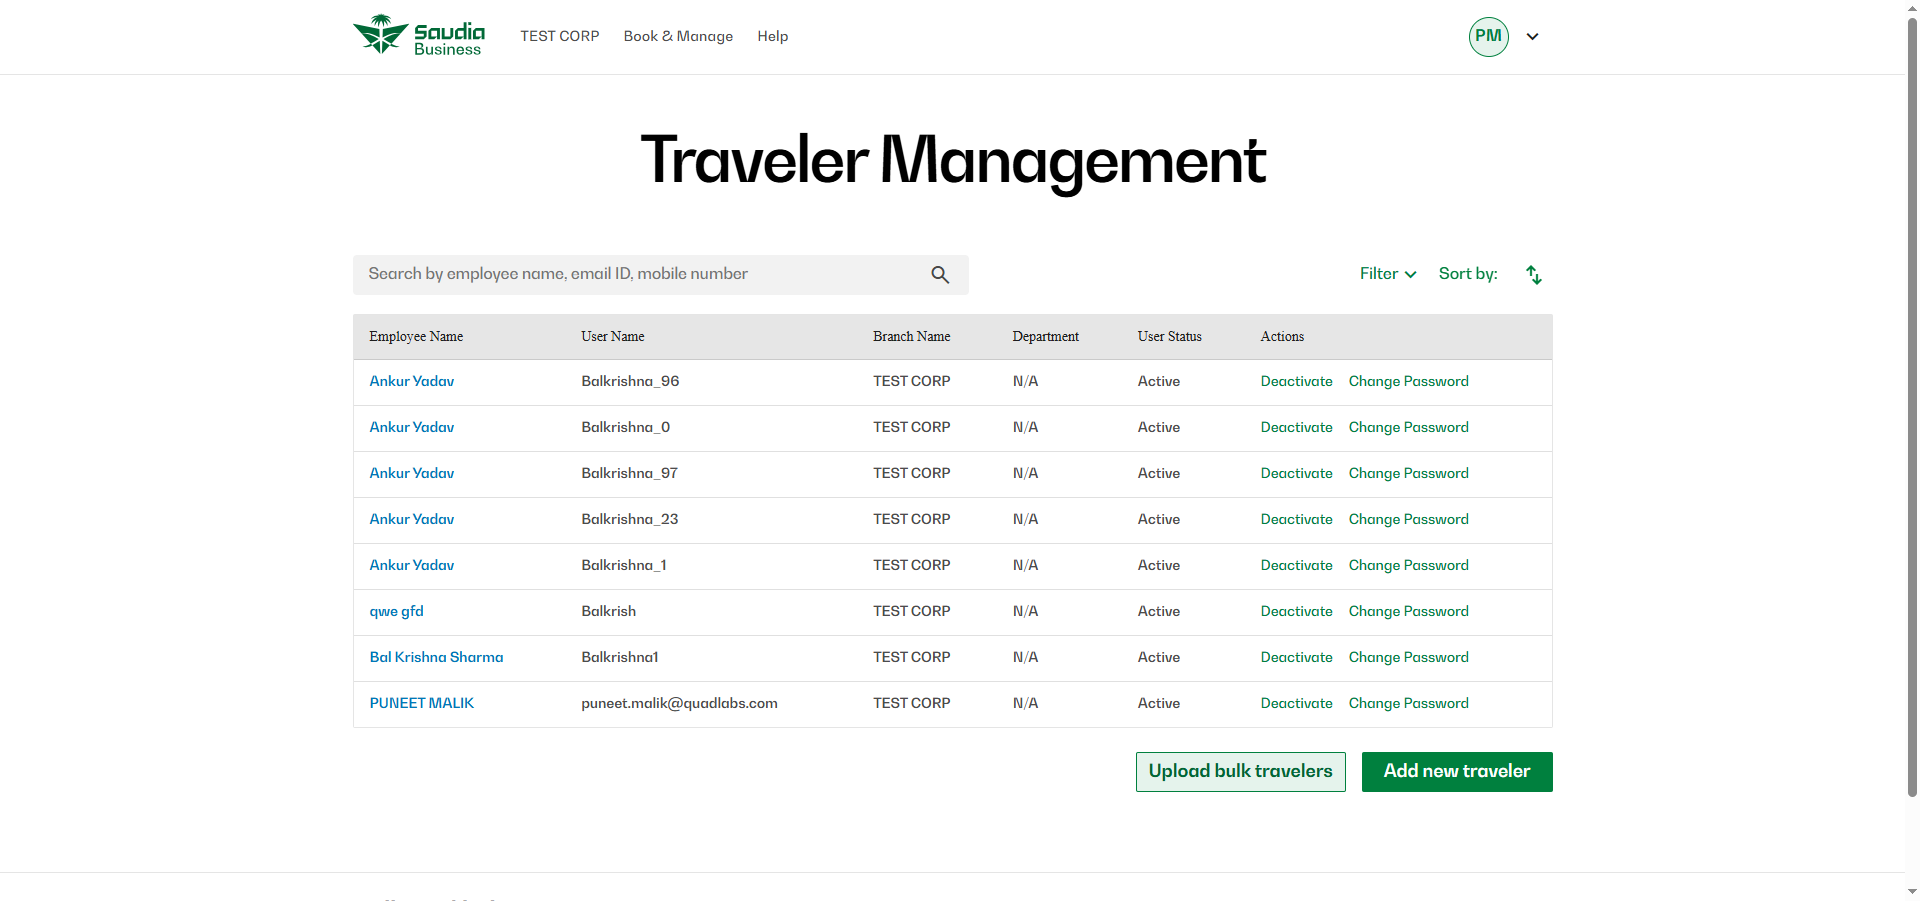 Saudia
Business
TEST CORP Book & Manage Help
PM
Traveler Management
Search by employee name, email ID, mobile number
Filter Sort by:
Employee Name User Name Branch Name Department User Status Actions
Ankur Yadav Balkrishna_96 TEST CORP N/A Active Deactivate Change Password
Ankur Yadav Balkrishna_0 TEST CORP N/A Active Deactivate Change Password
Ankur Yadav Balkrishna_97 TEST CORP N/A Active Deactivate Change Password
Ankur Yadav Balkrishna_23 TEST CORP N/A Active Deactivate Change Password
Ankur Yadav Balkrishna_1 TEST CORP N/A Active Deactivate Change Password
qwe gfd Balkrish TEST CORP N/A Active Deactivate Change Password
Bal Krishna Sharma Balkrishna1 TEST CORP N/A Active Deactivate Change Password
PUNEET MALIK puneet.malik@quadlabs.com TEST CORP N/A Active Deactivate Change Password
Upload bulk travelers Add new traveler